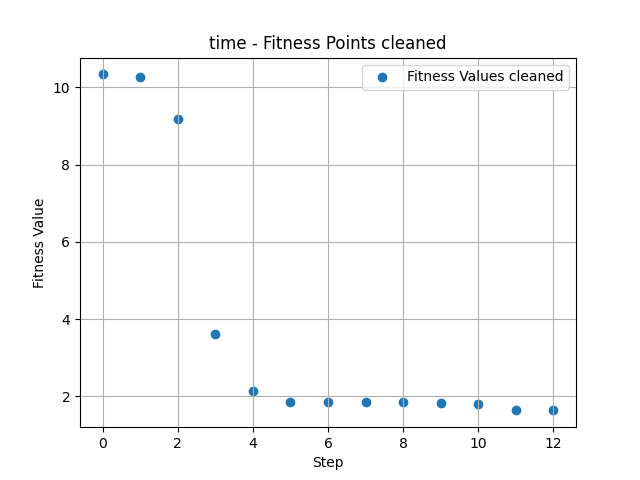 time - Fitness Points cleaned
Fitness Values cleaned
10
8
6
4
2
Fitness Value
0 2 4 6 8 10 12
Step